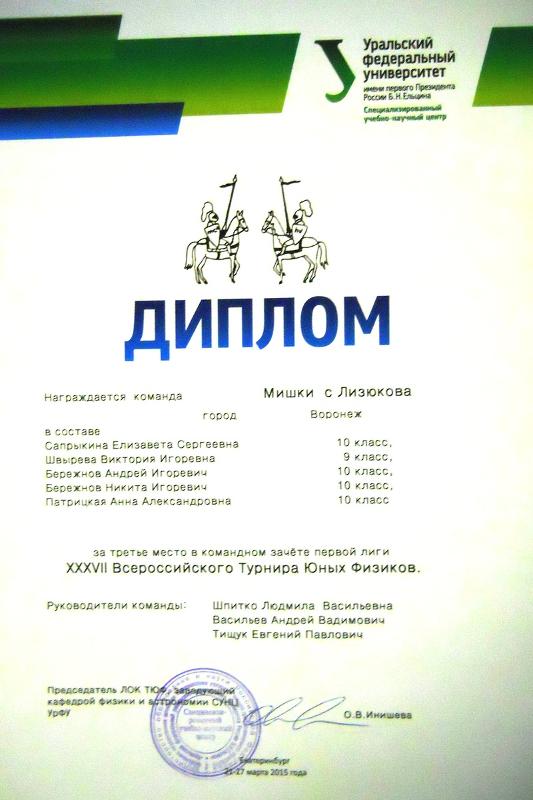 Уральский
федеральный
университет
имени первого Президента
России Б.Н.Ельцина
Специализированный
учебно-научный центр
ДИПЛОМ
Награждается команда Мишки с Лизюкова
город Воронеж
в составе
Сапрыкина Елизавета Сергеевна 10 класс,
Швырева Виктория Игоревна 9 класс,
Бережнов Андрей Игоревич 10 класс,
Бережнов Никита Игоревич 10 класс,
Патрицкая Анна Александровна 10 класс
за третье место в командном зачёте первой лиги
XXXVII Всероссийского Турнира Юных Физиков.
Руководители команды: Шпитко Людмила Васильевна
Васильев Андрей Вадимович
Тищук Евгений Павлович
Председатель ЛОК ТЮФ, заведующий
кафедрой физики и астрономии СУНЦ
УрФУ О.В.Инишева
Екатеринбург
21-27 марта 2015 года